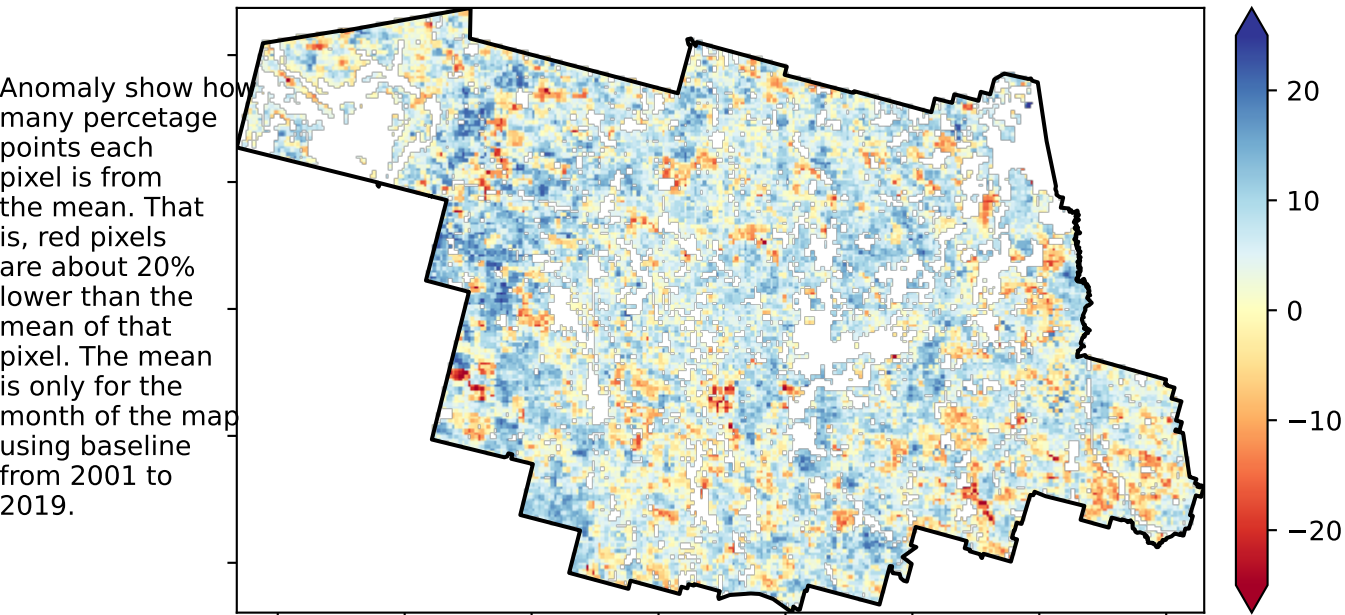 Anomaly show how
many percetage
points each
pixel is from
the mean. That
is, red pixels
are about 20%
lower than the
mean of that
pixel. The mean
is only for the
month of the map
using baseline
from 2001 to
2019.
20
10
0
−10
−20